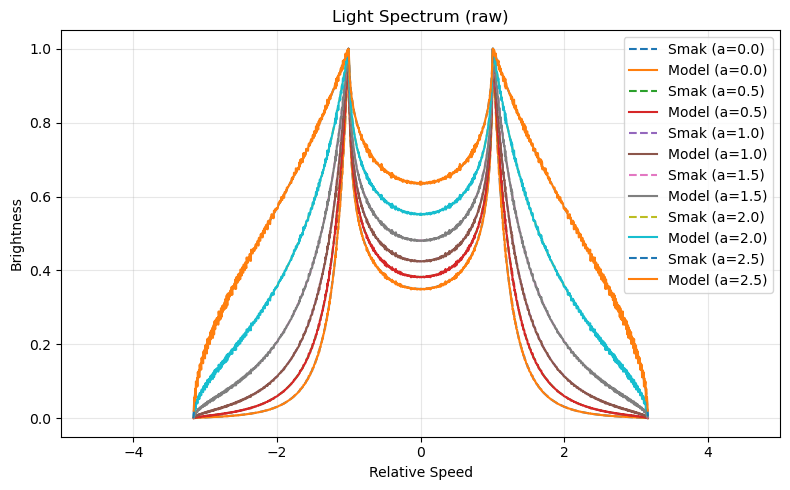 Light Spectrum (raw)
Brightness
1.0
0.8
0.6
0.4
0.2
0.0
Smak (a=0.0)
Model (a=0.0)
Smak (a=0.5)
Model (a=0.5)
Smak (a=1.0)
Model (a=1.0)
Smak (a=1.5)
Model (a=1.5)
Smak (a=2.0)
Model (a=2.0)
Smak (a=2.5)
Model (a=2.5)
−4 −2 0 2 4
Relative Speed